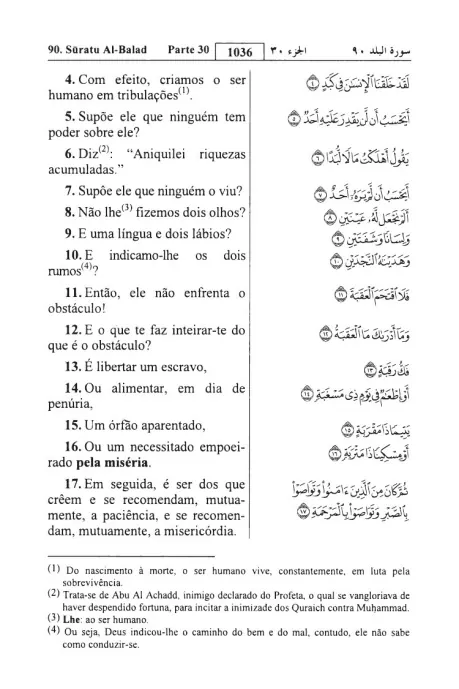 90. Sūratu Al-Balad Parte 30 1036 الجزء ٣٠ سورة البلد ٩٠
4. Com efeito, criamos o ser
humano em tribulações(1).
لَقَدْ خَلَقْنَا ٱلْإِنسَٰنَ فِى كَبَدٍ ٤
5. Supõe ele que ninguém tem
poder sobre ele?
أَيَحْسَبُ أَن لَّن يَقْدِرَ عَلَيْهِ أَحَدٌ ٥
6. Diz(2): “Aniquilei riquezas
acumuladas.”
يَقُولُ أَهْلَكْتُ مَالًا لُّبَدًا ٦
7. Supõe ele que ninguém o viu?
أَيَحْسَبُ أَن لَّمْ يَرَهُۥٓ أَحَدٌ ٧
8. Não lhe(3) fizemos dois olhos?
أَلَمْ نَجْعَل لَّهُۥ عَيْنَيْنِ ٨
9. E uma língua e dois lábios?
وَلِسَانًا وَشَفَتَيْنِ ٩
10. E indicamo-lhe os dois
rumos(4)?
وَهَدَيْنَٰهُ ٱلنَّجْدَيْنِ ١٠
11. Então, ele não enfrenta o
obstáculo!
فَلَا ٱقْتَحَمَ ٱلْعَقَبَةَ ١١
12. E o que te faz inteirar-te do
que é o obstáculo?
وَمَآ أَدْرَىٰكَ مَا ٱلْعَقَبَةُ ١٢
13. É libertar um escravo,
فَكُّ رَقَبَةٍ ١٣
14. Ou alimentar, em dia de
penúria,
أَوْ إِطْعَٰمٌ فِى يَوْمٍ ذِى مَسْغَبَةٍ ١٤
15. Um órfão aparentado,
يَتِيمًا ذَا مَقْرَبَةٍ ١٥
16. Ou um necessitado empoei-
rado pela miséria.
أَوْ مِسْكِينًا ذَا مَتْرَبَةٍ ١٦
17. Em seguida, é ser dos que
crêem e se recomendam, mutua-
mente, a paciência, e se recomen-
dam, mutuamente, a misericórdia.
ثُمَّ كَانَ مِنَ ٱلَّذِينَ ءَامَنُوا۟ وَتَوَاصَوْا۟
بِٱلصَّبْرِ وَتَوَاصَوْا۟ بِٱلْمَرْحَمَةِ ١٧
(1) Do nascimento à morte, o ser humano vive, constantemente, em luta pela
sobrevivência.
(2) Trata-se de Abu Al Achadd, inimigo declarado do Profeta, o qual se vangloriava de
haver despendido fortuna, para incitar a inimizade dos Quraich contra Muḥammad.
(3) Lhe: ao ser humano.
(4) Ou seja, Deus indicou-lhe o caminho do bem e do mal, contudo, ele não sabe
como conduzir-se.